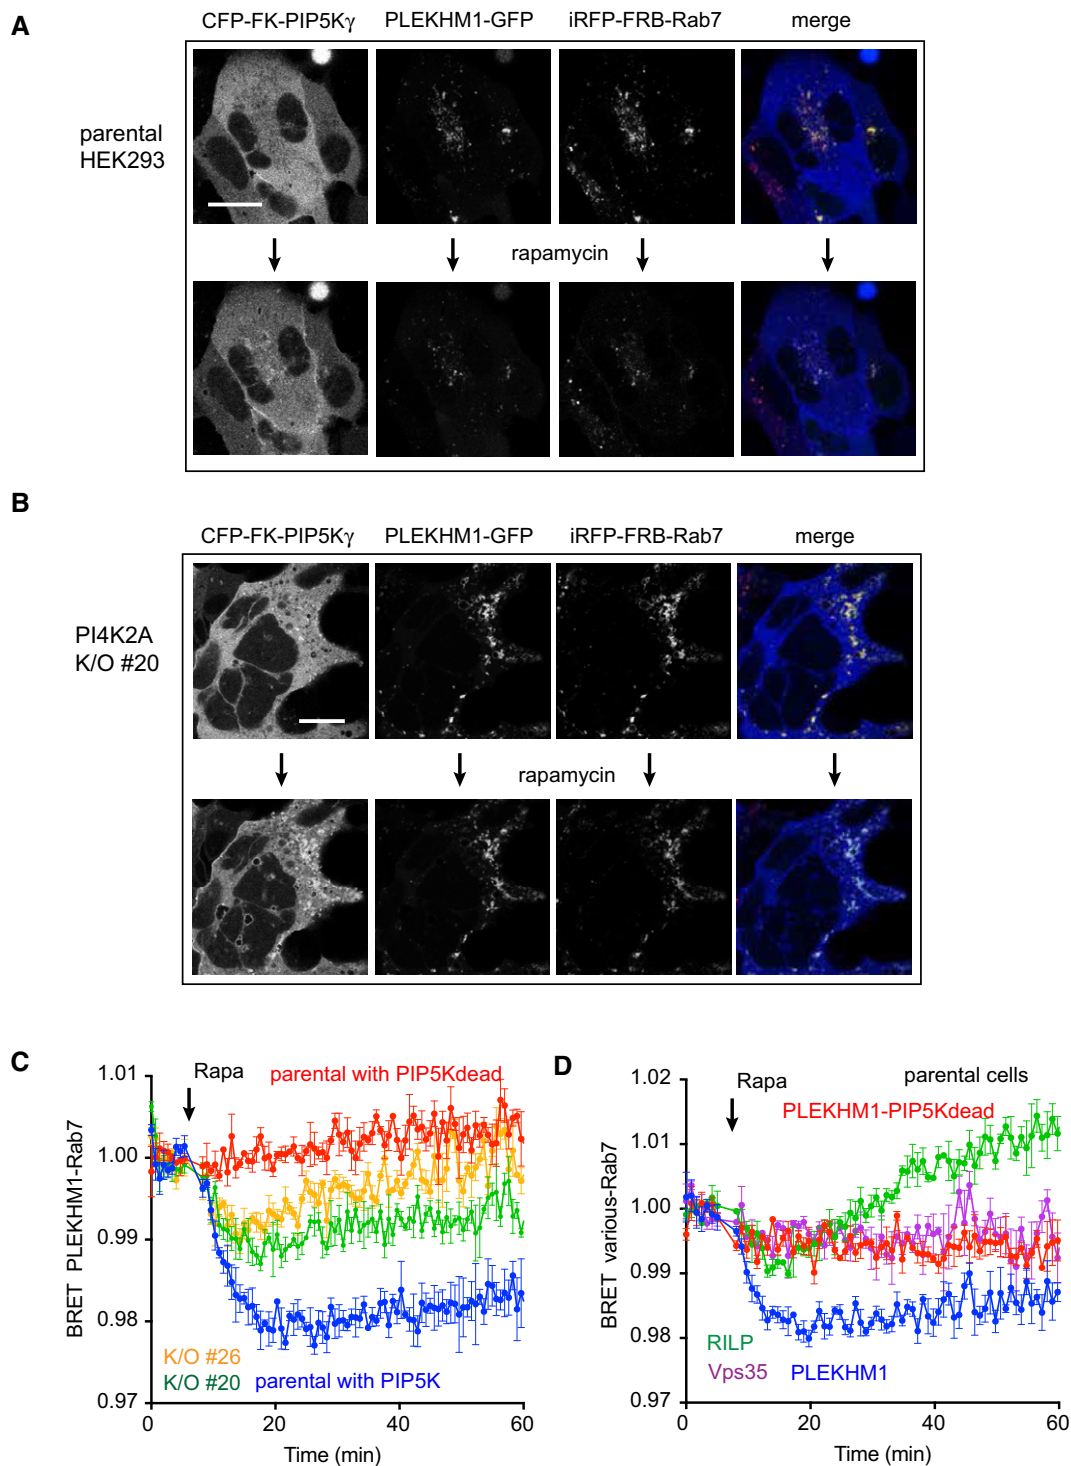 A
CFP-FK-PIP5Kγ PLEKHM1-GFP iRFP-FRB-Rab7 merge
parental
HEK293
rapamycin
B
CFP-FK-PIP5Kγ PLEKHM1-GFP iRFP-FRB-Rab7 merge
PI4K2A
K/O #20
rapamycin
C
BRET PLEKHM1-Rab7
1.01
1.00
0.99
0.98
0.97
Rapa
parental with PIP5Kdead
K/O #26
K/O #20
parental with PIP5K
0 20 40 60
Time (min)
D
BRET various-Rab7
1.02
1.01
1.00
0.99
0.98
0.97
Rapa
parental cells
PLEKHM1-PIP5Kdead
RILP
Vps35
PLEKHM1
0 20 40 60
Time (min)